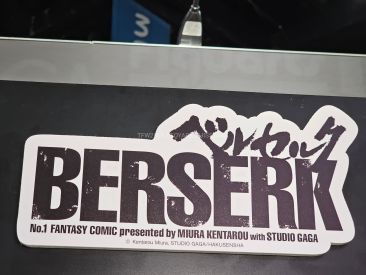 ベルセルク
BERSERK
No.1 FANTASY COMIC presented by MIURA KENTAROU with STUDIO GAGA
© Kentarou Miura, STUDIO GAGA/HAKUSENSHA